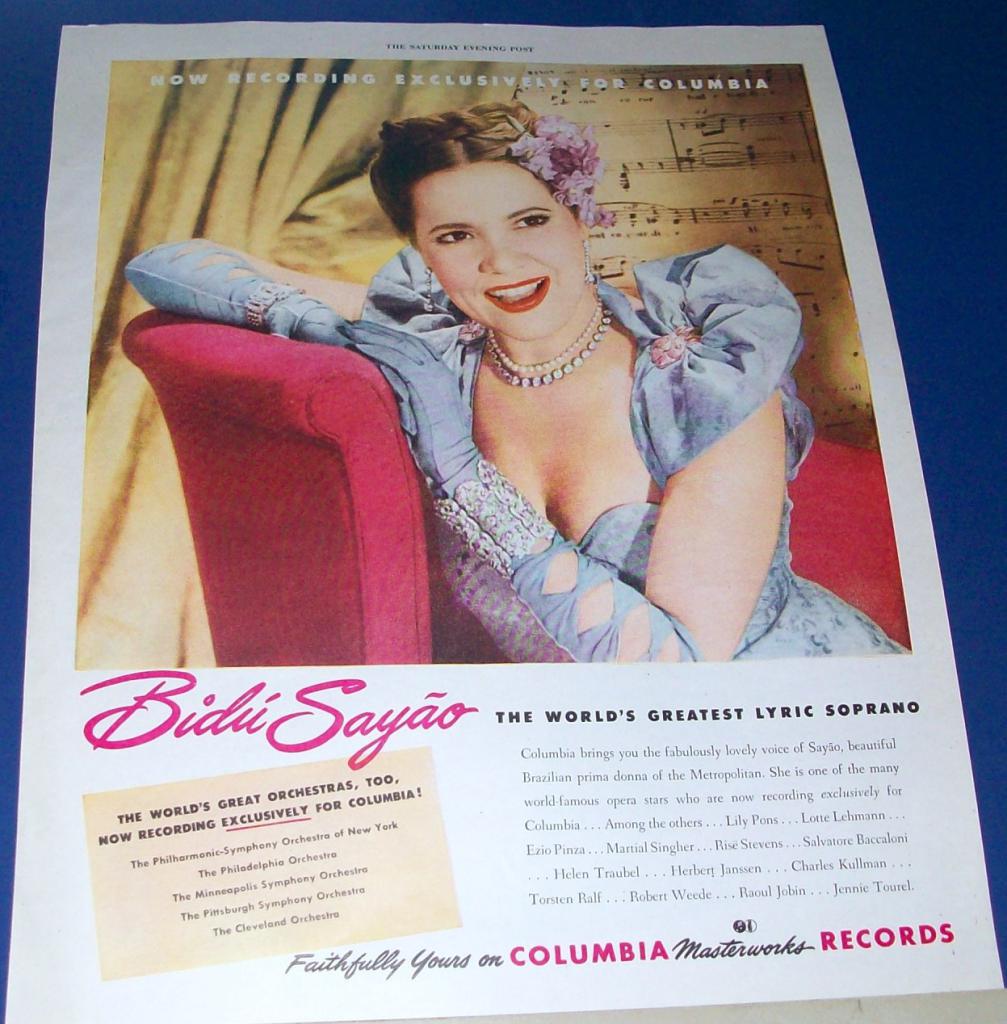 THE SATURDAY EVENING POST
NOW RECORDING EXCLUSIVELY FOR COLUMBIA
Bidú Sayão
THE WORLD'S GREATEST LYRIC SOPRANO
Columbia brings you the fabulously lovely voice of Sayão, beautiful
Brazilian prima donna of the Metropolitan. She is one of the many
world-famous opera stars who are now recording exclusively for
Columbia . . . Among the others . . . Lily Pons . . . Lotte Lehmann . . .
Ezio Pinza . . . Martial Singher . . . Risë Stevens . . . Salvatore Baccaloni
. . . Helen Traubel . . . Herbert Janssen . . . Charles Kullman . . .
Torsten Ralf . . . Robert Weede . . . Raoul Jobin . . . Jennie Tourel.
THE WORLD'S GREAT ORCHESTRAS, TOO,
NOW RECORDING EXCLUSIVELY FOR COLUMBIA!
The Philharmonic-Symphony Orchestra of New York
The Philadelphia Orchestra
The Minneapolis Symphony Orchestra
The Pittsburgh Symphony Orchestra
The Cleveland Orchestra
Faithfully Yours on COLUMBIA Masterworks RECORDS